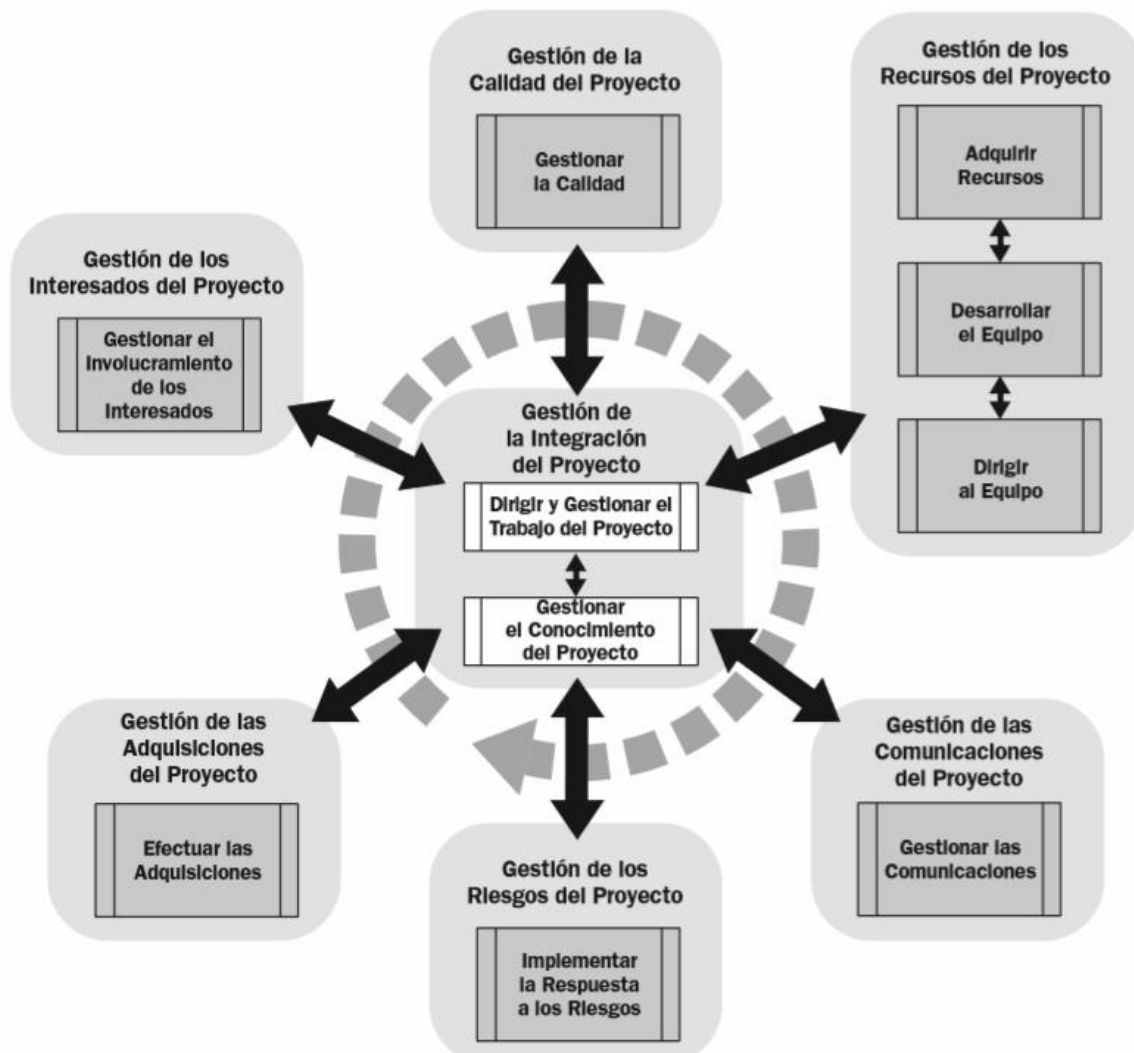 Gestión de la
Calidad del Proyecto
Gestionar
la Calidad
Gestión de los
Recursos del Proyecto
Adquirir
Recursos
Desarrollar
el Equipo
Dirigir
al Equipo
Gestión de los
Interesados del Proyecto
Gestionar el
Involucramiento
de los
Interesados
Gestión de
la Integración
del Proyecto
Dirigir y Gestionar el
Trabajo del Proyecto
Gestionar
el Conocimiento
del Proyecto
Gestión de las
Adquisiciones
del Proyecto
Efectuar las
Adquisiciones
Gestión de los
Riesgos del Proyecto
Implementar
la Respuesta
a los Riesgos
Gestión de las
Comunicaciones
del Proyecto
Gestionar las
Comunicaciones